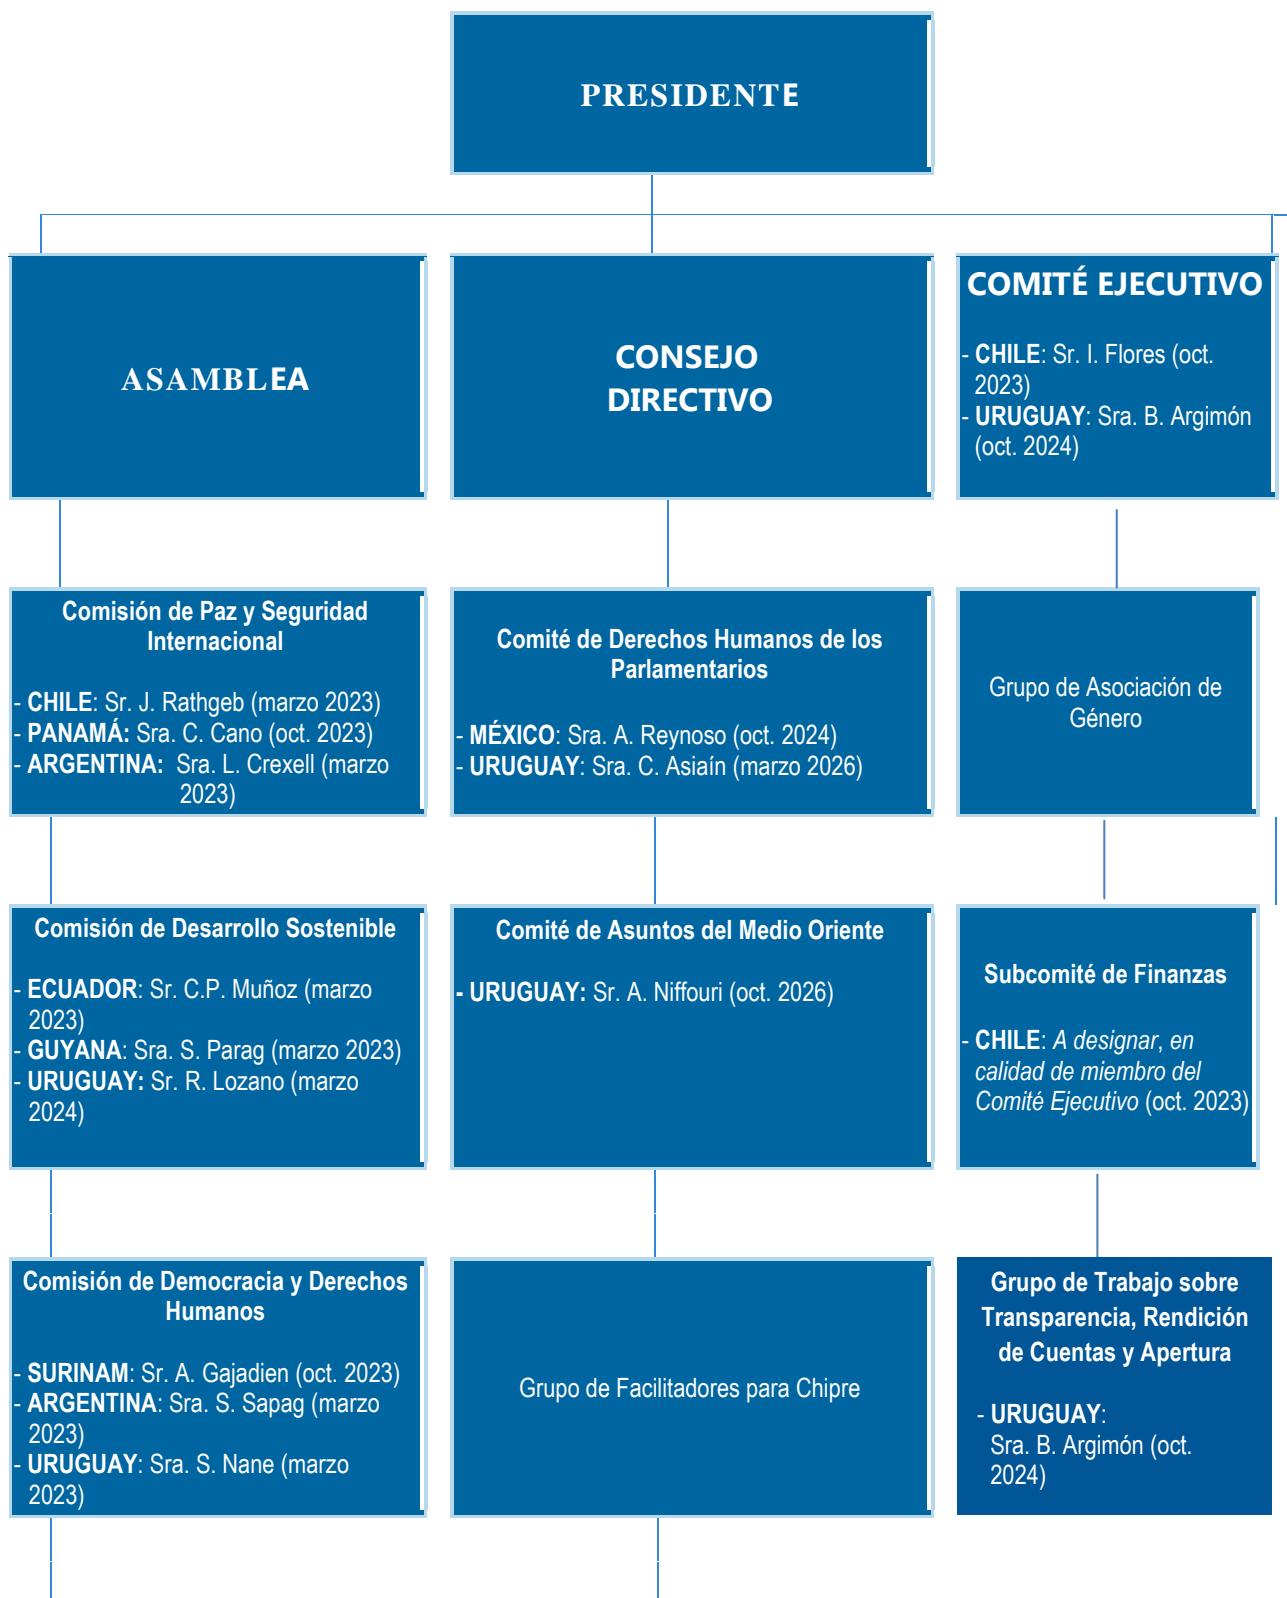 PRESIDENTE
ASAMBLEA
CONSEJO
DIRECTIVO
COMITÉ EJECUTIVO
- CHILE: Sr. I. Flores (oct.
2023)
- URUGUAY: Sra. B. Argimón
(oct. 2024)
Comisión de Paz y Seguridad
Internacional
- CHILE: Sr. J. Rathgeb (marzo 2023)
- PANAMÁ: Sra. C. Cano (oct. 2023)
- ARGENTINA: Sra. L. Crexell (marzo
2023)
Comité de Derechos Humanos de los
Parlamentarios
- MÉXICO: Sra. A. Reynoso (oct. 2024)
- URUGUAY: Sra. C. Asiaín (marzo 2026)
Grupo de Asociación de
Género
Comisión de Desarrollo Sostenible
- ECUADOR: Sr. C.P. Muñoz (marzo
2023)
- GUYANA: Sra. S. Parag (marzo 2023)
- URUGUAY: Sr. R. Lozano (marzo
2024)
Comité de Asuntos del Medio Oriente
- URUGUAY: Sr. A. Niffouri (oct. 2026)
Subcomité de Finanzas
- CHILE: A designar, en
calidad de miembro del
Comité Ejecutivo (oct. 2023)
Comisión de Democracia y Derechos
Humanos
- SURINAM: Sr. A. Gajadien (oct. 2023)
- ARGENTINA: Sra. S. Sapag (marzo
2023)
- URUGUAY: Sra. S. Nane (marzo
2023)
Grupo de Facilitadores para Chipre
Grupo de Trabajo sobre
Transparencia, Rendición
de Cuentas y Apertura
- URUGUAY:
Sra. B. Argimón (oct.
2024)